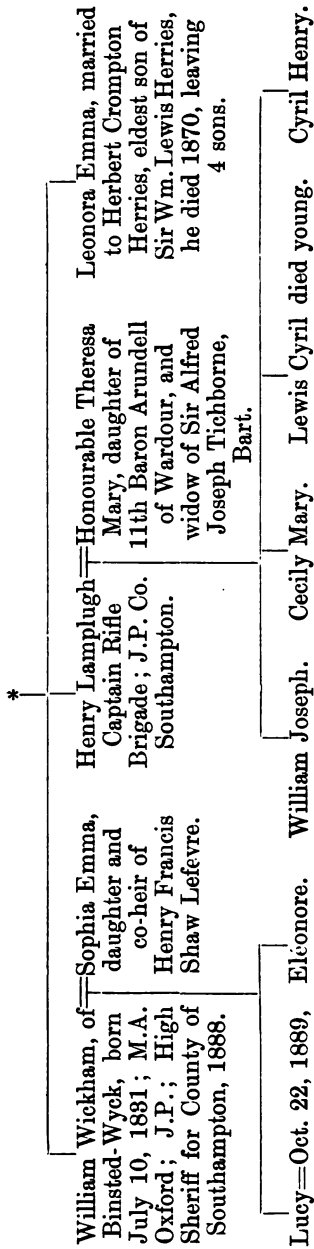 *
William Wickham, of
Binsted-Wyck, born
July 10, 1831; M.A.
Oxford; J.P.; High
Sheriff for County of
Southampton, 1888.
Sophia Emma,
daughter and
co-heir of
Henry Francis
Shaw Lefevre.
Henry Lamplugh
Captain Rifle
Brigade; J.P. Co.
Southampton.
Honourable Theresa
Mary, daughter of
11th Baron Arundell
of Wardour, and
widow of Sir Alfred
Joseph Tichborne,
Bart.
Leonora Emma, married
to Herbert Crompton
Herries, eldest son of
Sir Wm. Lewis Herries,
he died 1870, leaving
4 sons.
Lucy=Oct. 22, 1889, Eléonore. William Joseph. Cecily Mary. Lewis Cyril died young. Cyril Henry.